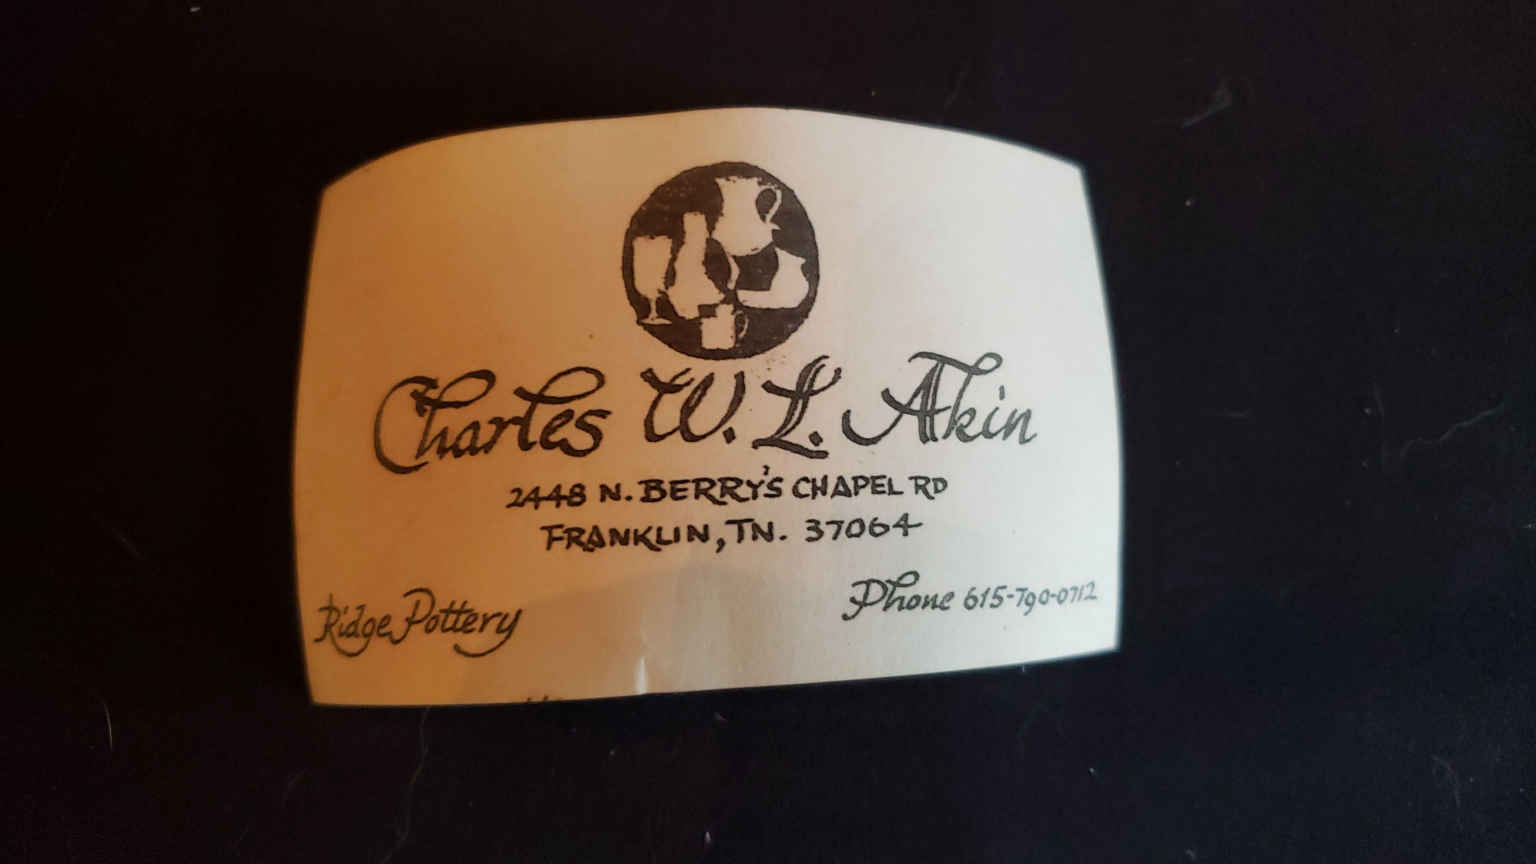 Charles W. L. Akin
2448 N. BERRY'S CHAPEL RD
FRANKLIN, TN. 37064
Ridge Pottery
Phone 615-790-0712